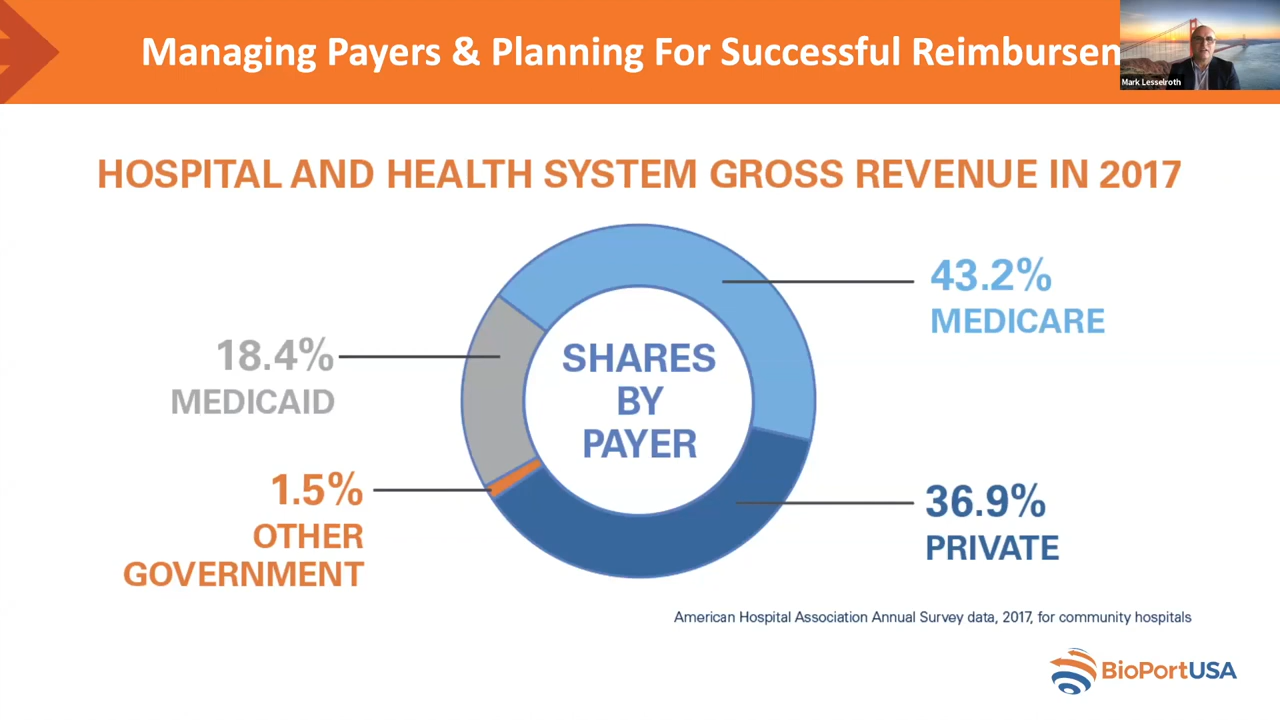 Managing Payers & Planning For Successful Reimbursem
Mark Lesselroth
HOSPITAL AND HEALTH SYSTEM GROSS REVENUE IN 2017
43.2%
MEDICARE
18.4%
MEDICAID
SHARES
BY
PAYER
1.5%
OTHER
GOVERNMENT
36.9%
PRIVATE
American Hospital Association Annual Survey data, 2017, for community hospitals
BioPortUSA